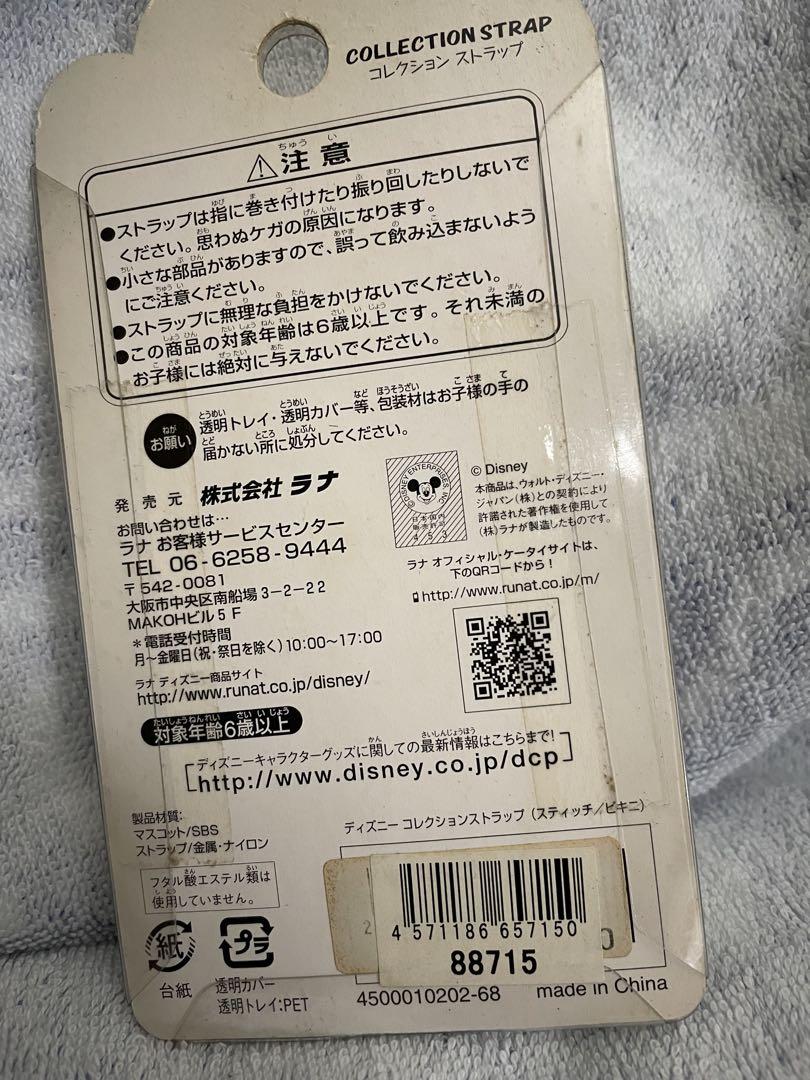 COLLECTION STRAP
コレクション ストラップ
⚠注意
●ストラップは指に巻き付けたり振り回したりしないで
ください。思わぬケガの原因になります。
●小さな部品がありますので、誤って飲み込まないよう
にご注意ください。
●ストラップに無理な負担をかけないでください。
●この商品の対象年齢は6歳以上です。それ未満の
お子様には絶対に与えないでください。
お願い
透明トレイ・透明カバー等、包装材はお子様の手の
届かない所に処分してください。
発売元 株式会社 ラナ
お問い合わせは…
ラナ お客様サービスセンター
TEL 06-6258-9444
〒542-0081
大阪市中央区南船場3-2-22
MAKOHビル5F
*電話受付時間
月〜金曜日(祝・祭日を除く)10:00〜17:00
ラナ ディズニー商品サイト
http://www.runat.co.jp/disney/
© DISNEY ENTERPRISES, INC.
日本国内
販売許可
453
© Disney
本商品は、ウォルト・ディズニー・
ジャパン(株)との契約により
許諾された著作権を使用して
(株)ラナが製造したものです。
ラナ オフィシャル・ケータイサイトは、
下のQRコードから!
http://www.runat.co.jp/m/
対象年齢6歳以上
ディズニーキャラクターグッズに関しての最新情報はこちらまで!
[http://www.disney.co.jp/dcp]
製品材質:
マスコット/SBS
ストラップ/金属・ナイロン
フタル酸エステル類は
使用していません。
紙
台紙
プラ
透明カバー
透明トレイ:PET
ディズニー コレクションストラップ (スティッチ/ビキニ)
2
0
4 571186 657150
88715
4500010202-68 made in China